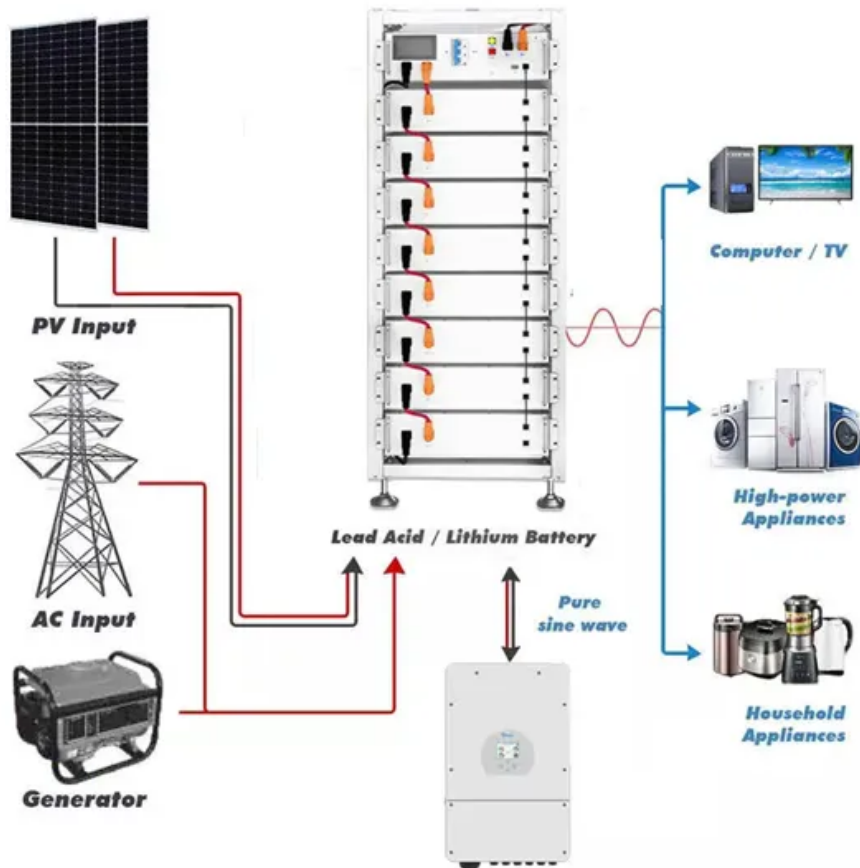 PV Input
AC Input
Generator
Lead Acid / Lithium Battery
Pure
sine wave
Computer / TV
High-power
Appliances
Household
Appliances